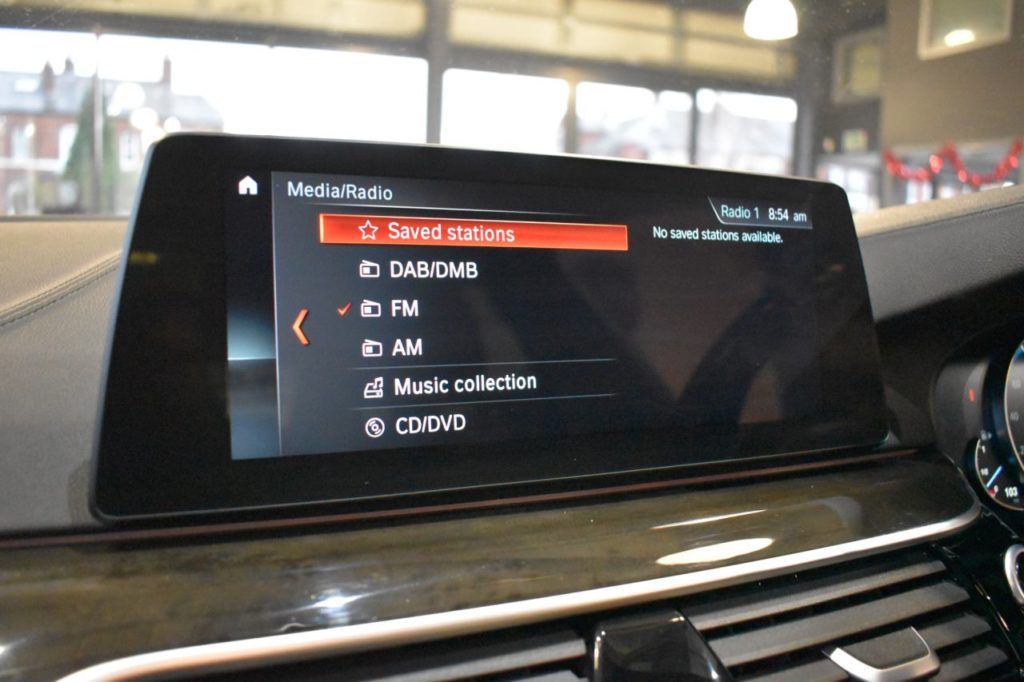 Media/Radio
Radio 1 8:54 am
Saved stations
No saved stations available.
DAB/DMB
FM
AM
Music collection
CD/DVD
103